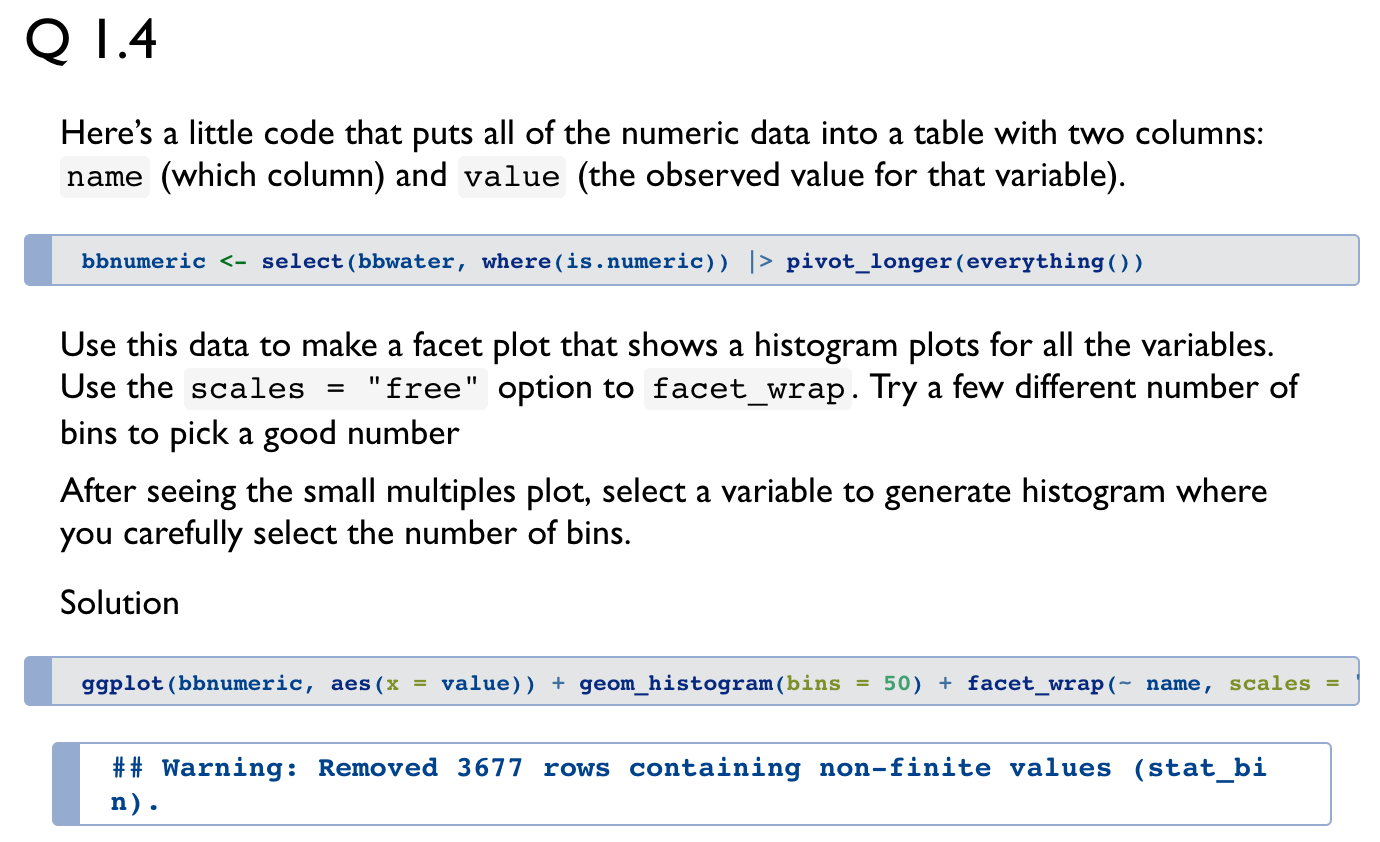 Q 1.4
Here’s a little code that puts all of the numeric data into a table with two columns:
name (which column) and value (the observed value for that variable).
bbnumeric <- select(bbwater, where(is.numeric)) |> pivot_longer(everything())
Use this data to make a facet plot that shows a histogram plots for all the variables.
Use the scales = "free" option to facet_wrap. Try a few different number of
bins to pick a good number
After seeing the small multiples plot, select a variable to generate histogram where
you carefully select the number of bins.
Solution
ggplot(bbnumeric, aes(x = value)) + geom_histogram(bins = 50) + facet_wrap(~ name, scales =
## Warning: Removed 3677 rows containing non-finite values (stat_bi
n).